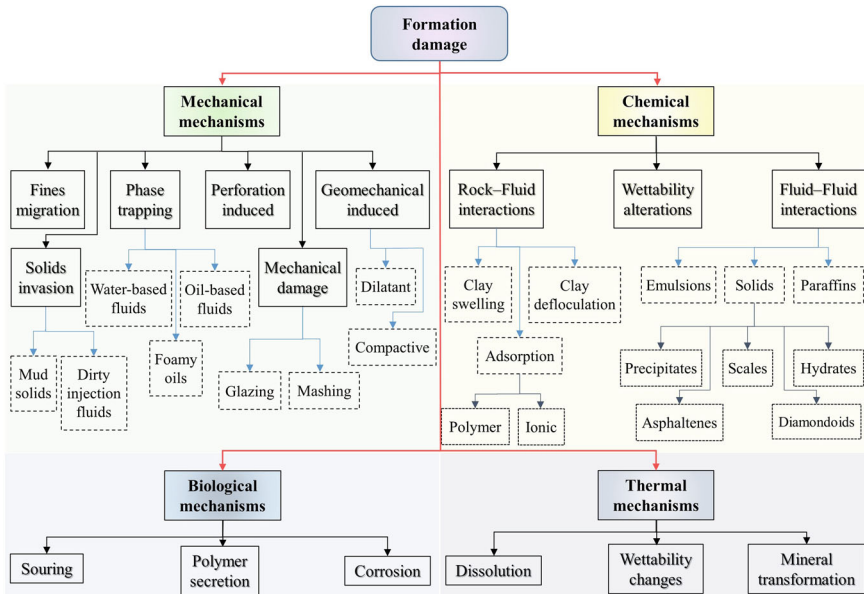 Formation
damage
Mechanical
mechanisms
Chemical
mechanisms
Fines
migration
Phase
trapping
Perforation
induced
Geomechanical
induced
Rock–Fluid
interactions
Wettability
alterations
Fluid–Fluid
interactions
Solids
invasion
Water-based
fluids
Oil-based
fluids
Mechanical
damage
Dilatant
Clay
swelling
Clay
defloculation
Emulsions
Solids
Paraffins
Mud
solids
Dirty
injection
fluids
Foamy
oils
Glazing
Mashing
Compactive
Adsorption
Precipitates
Scales
Hydrates
Polymer
Ionic
Asphaltenes
Diamondoids
Biological
mechanisms
Thermal
mechanisms
Souring
Polymer
secretion
Corrosion
Dissolution
Wettability
changes
Mineral
transformation